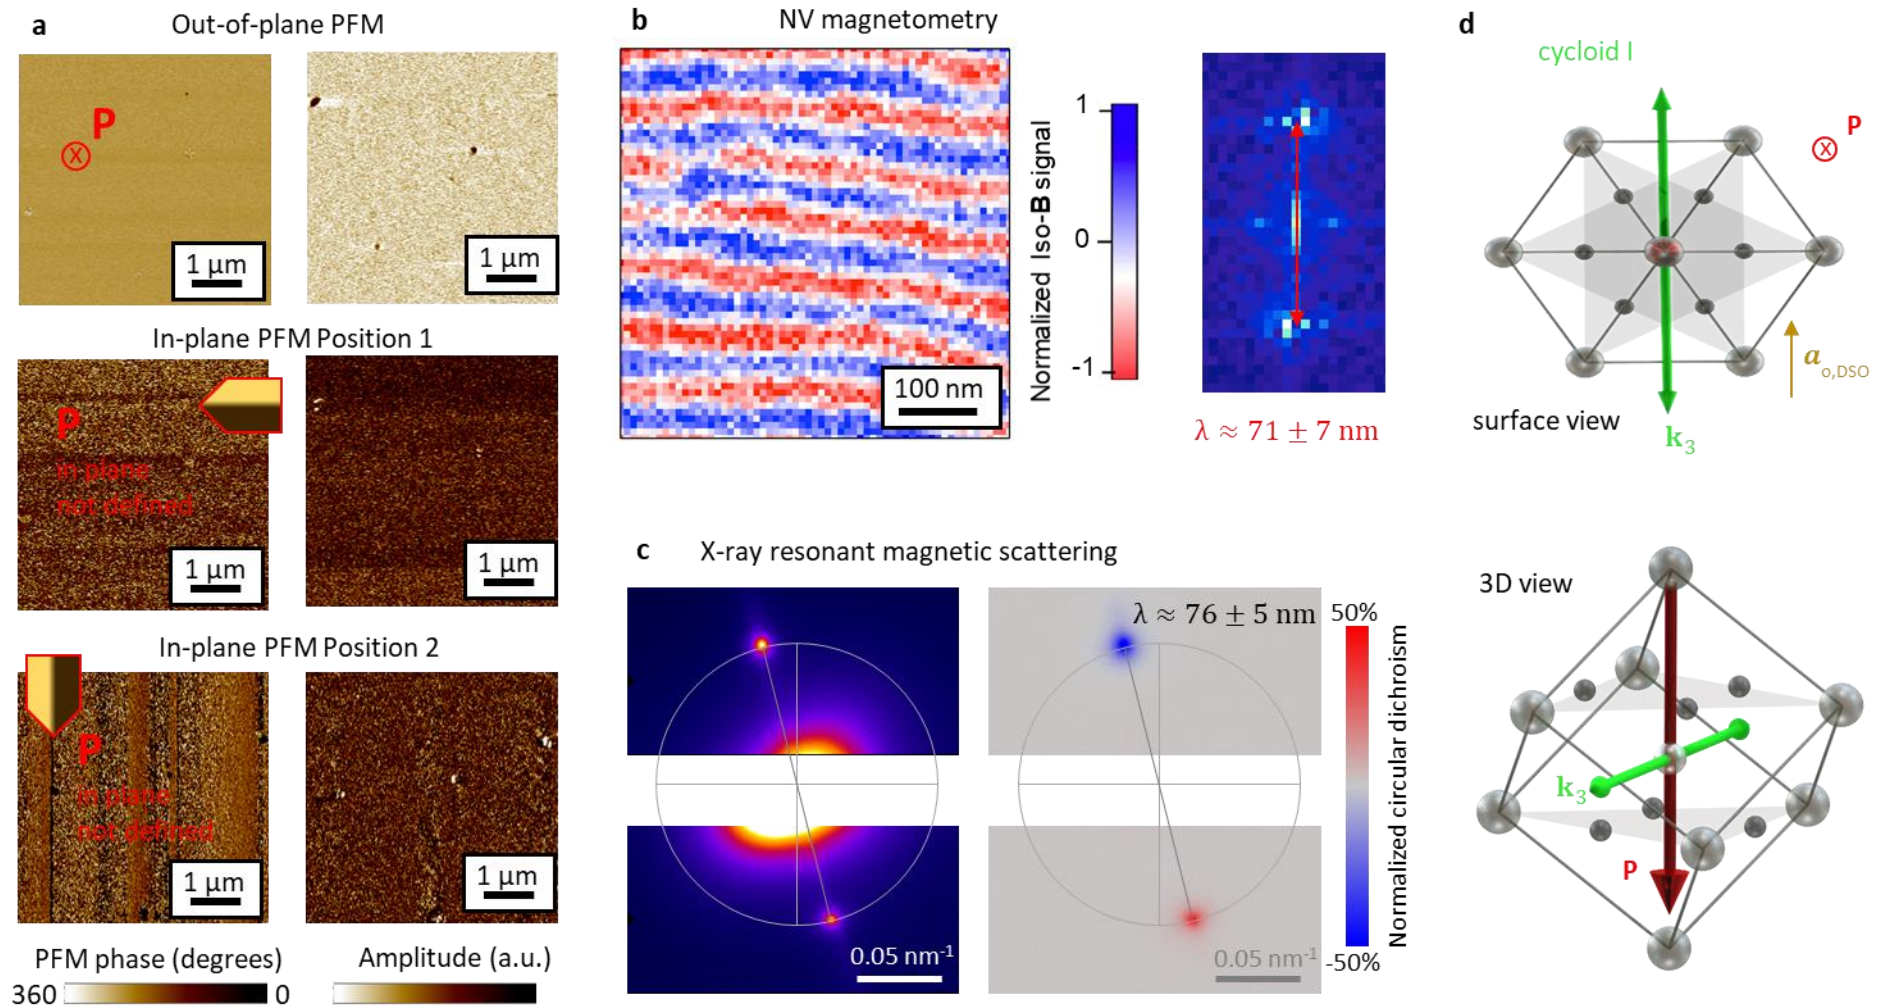 a
Out-of-plane PFM
P
X
1 µm
1 µm
In-plane PFM Position 1
P
in plane
not defined
1 µm
1 µm
In-plane PFM Position 2
P
in plane
not defined
1 µm
1 µm
PFM phase (degrees)
360
0
Amplitude (a.u.)
b
NV magnetometry
100 nm
1
0
-1
Normalized Iso-B signal
λ ≈ 71 ± 7 nm
c
X-ray resonant magnetic scattering
0.05 nm⁻¹
λ ≈ 76 ± 5 nm
0.05 nm⁻¹
50%
-50%
Normalized circular dichroism
d
cycloid I
P
X
a₀,DSO
surface view
k₃
3D view
k₃
P